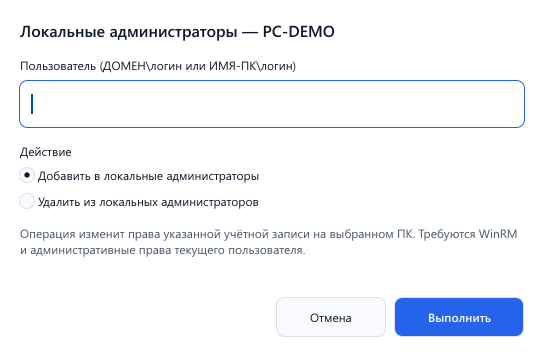 Локальные администраторы — PC-DEMO
Пользователь (ДОМЕН\логин или ИМЯ-ПК\логин)
Действие
Добавить в локальные администраторы
Удалить из локальных администраторов
Операция изменит права указанной учётной записи на выбранном ПК. Требуются WinRM
и административные права текущего пользователя.
Отмена
Выполнить